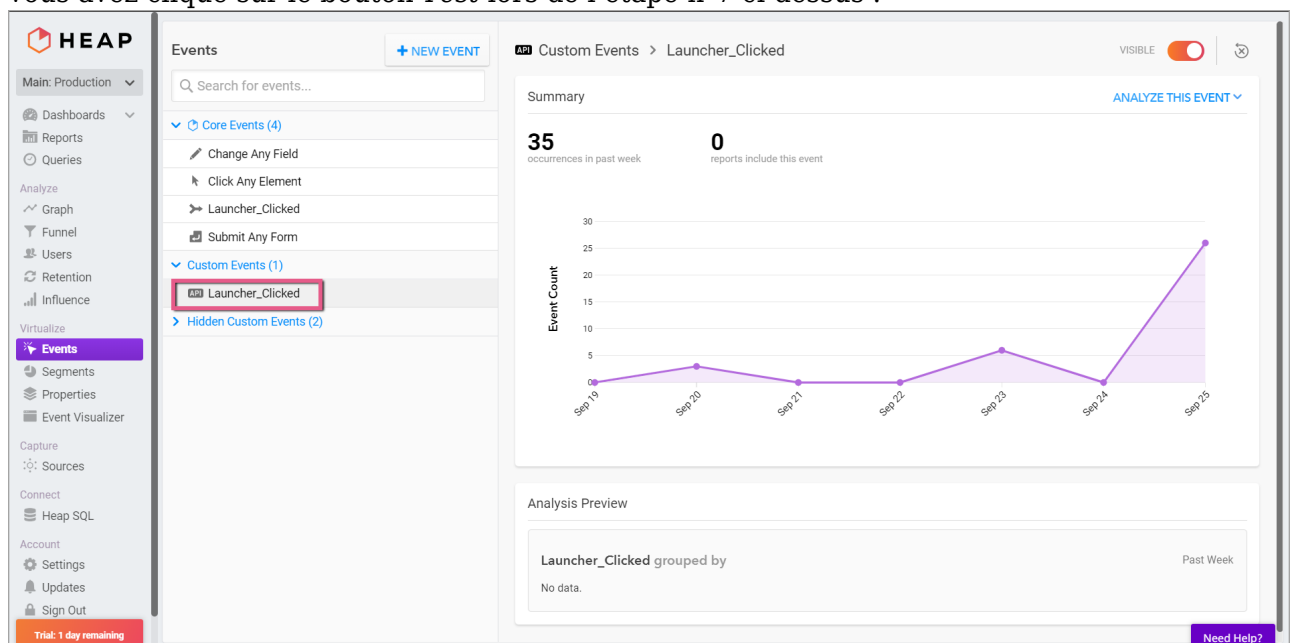 HEAP
Main: Production
Dashboards
Reports
Queries
Analyze
Graph
Funnel
Users
Retention
Influence
Virtualize
Events
Segments
Properties
Event Visualizer
Capture
Sources
Connect
Heap SQL
Account
Settings
Updates
Sign Out
Trial: 1 day remaining
Events
+ NEW EVENT
Search for events...
Core Events (4)
Change Any Field
Click Any Element
Launcher_Clicked
Submit Any Form
Custom Events (1)
API Launcher_Clicked
Hidden Custom Events (2)
API Custom Events > Launcher_Clicked
VISIBLE
Summary
ANALYZE THIS EVENT
35
occurrences in past week
0
reports include this event
Event Count
30
25
20
15
10
5
0
Sep 19
Sep 20
Sep 21
Sep 22
Sep 23
Sep 24
Sep 25
Analysis Preview
Launcher_Clicked grouped by
Past Week
No data.
Need Help?